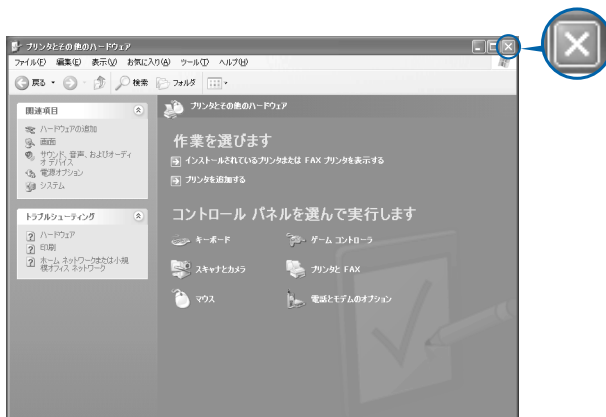 プリンタとその他のハードウェア
ファイル(F) 編集(E) 表示(V) お気に入り(A) ツール(T) ヘルプ(H)
戻る 検索 フォルダ
関連項目
ハードウェアの追加
画面
サウンド、音声、およびオーディ
オ デバイス
電源オプション
システム
トラブルシューティング
ハードウェア
印刷
ホーム ネットワークまたは小規
模オフィス ネットワーク
プリンタとその他のハードウェア
作業を選びます
インストールされているプリンタまたは FAX プリンタを表示する
プリンタを追加する
コントロール パネルを選んで実行します
キーボード ゲーム コントローラ
スキャナとカメラ プリンタと FAX
マウス 電話とモデムのオプション